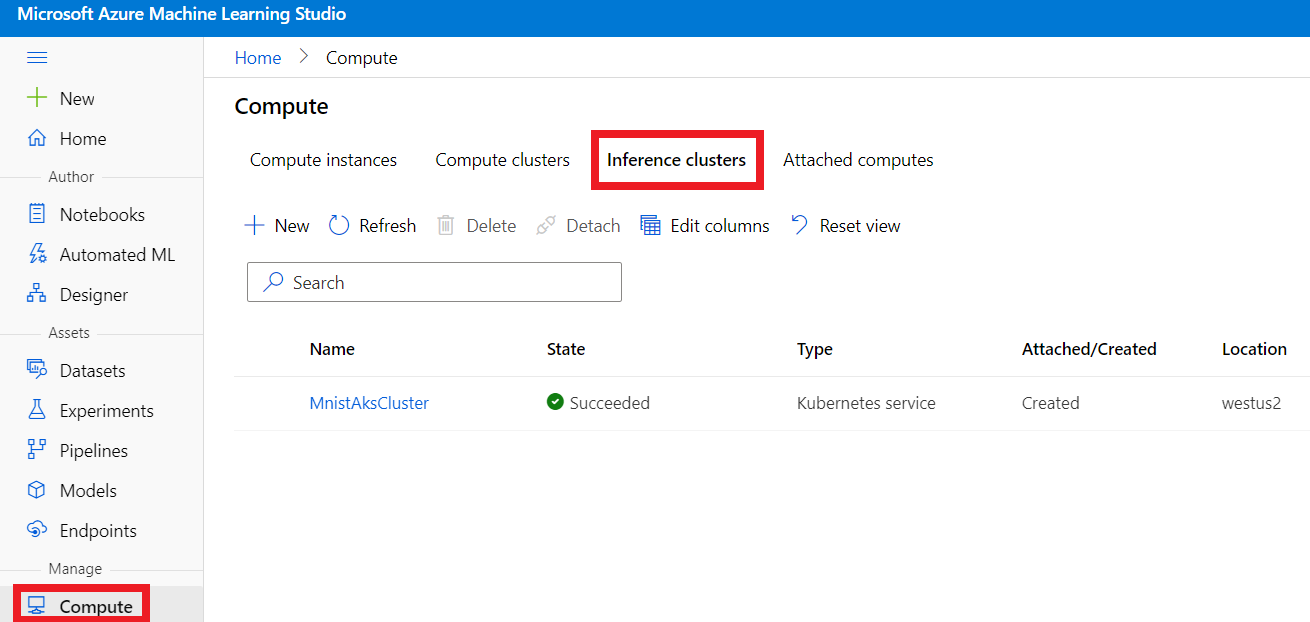 Microsoft Azure Machine Learning Studio
Home > Compute
New
Home
Author
Notebooks
Automated ML
Designer
Assets
Datasets
Experiments
Pipelines
Models
Endpoints
Manage
Compute
Compute
Compute instances Compute clusters Inference clusters Attached computes
New Refresh Delete Detach Edit columns Reset view
Search
Name State Type Attached/Created Location
MnistAksCluster Succeeded Kubernetes service Created westus2